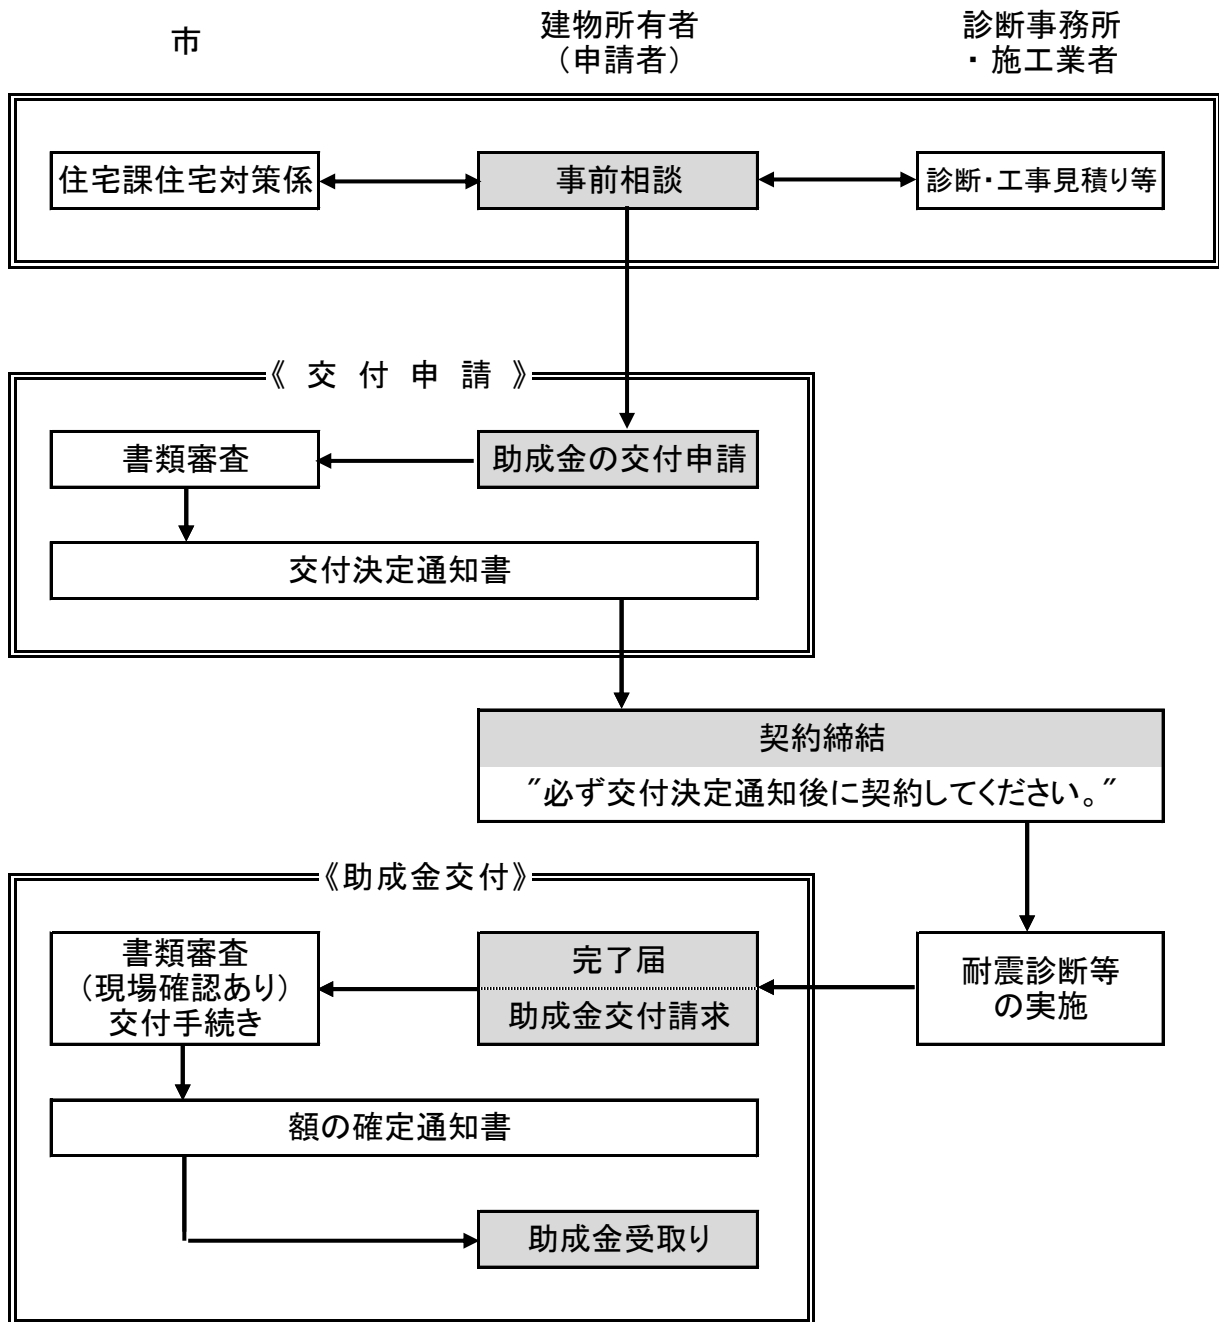 市
建物所有者
（申請者）
診断事務所
・施工業者
住宅課住宅対策係
事前相談
診断・工事見積り等
《 交 付 申 請 》
書類審査
助成金の交付申請
交付決定通知書
契約締結
″必ず交付決定通知後に契約してください。″
《助成金交付》
書類審査
（現場確認あり）
交付手続き
完了届
助成金交付請求
耐震診断等
の実施
額の確定通知書
助成金受取り